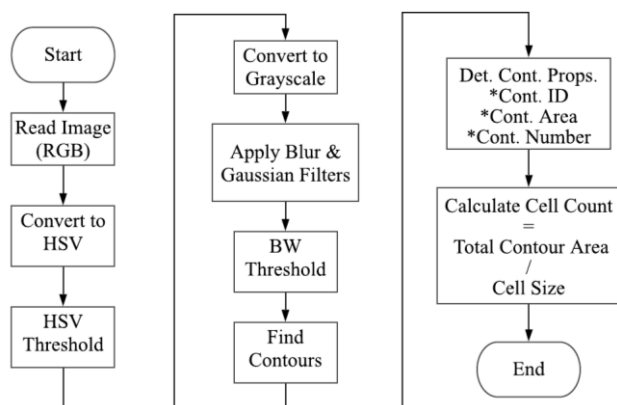 Start
Read Image
(RGB)
Convert to
HSV
HSV
Threshold
Convert to
Grayscale
Apply Blur &
Gaussian Filters
BW
Threshold
Find
Contours
Det. Cont. Props.
*Cont. ID
*Cont. Area
*Cont. Number
Calculate Cell Count
=
Total Contour Area
/
Cell Size
End